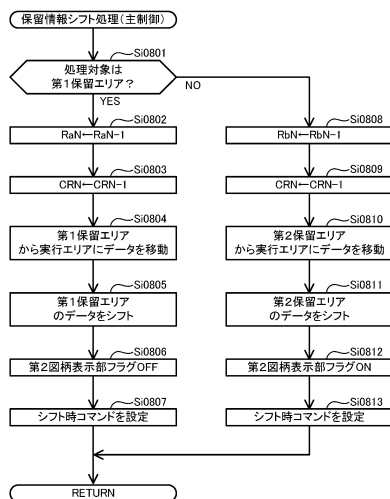 保留情報シフト処理(主制御)
Si0801
処理対象は
第1保留エリア?
YES
NO
Si0802
RaN←RaN-1
Si0803
CRN←CRN-1
Si0804
第1保留エリア
から実行エリアにデータを移動
Si0805
第1保留エリア
のデータをシフト
Si0806
第2図柄表示部フラグOFF
Si0807
シフト時コマンドを設定
Si0808
RbN←RbN-1
Si0809
CRN←CRN-1
Si0810
第2保留エリア
から実行エリアにデータを移動
Si0811
第2保留エリア
のデータをシフト
Si0812
第2図柄表示部フラグON
Si0813
シフト時コマンドを設定
RETURN